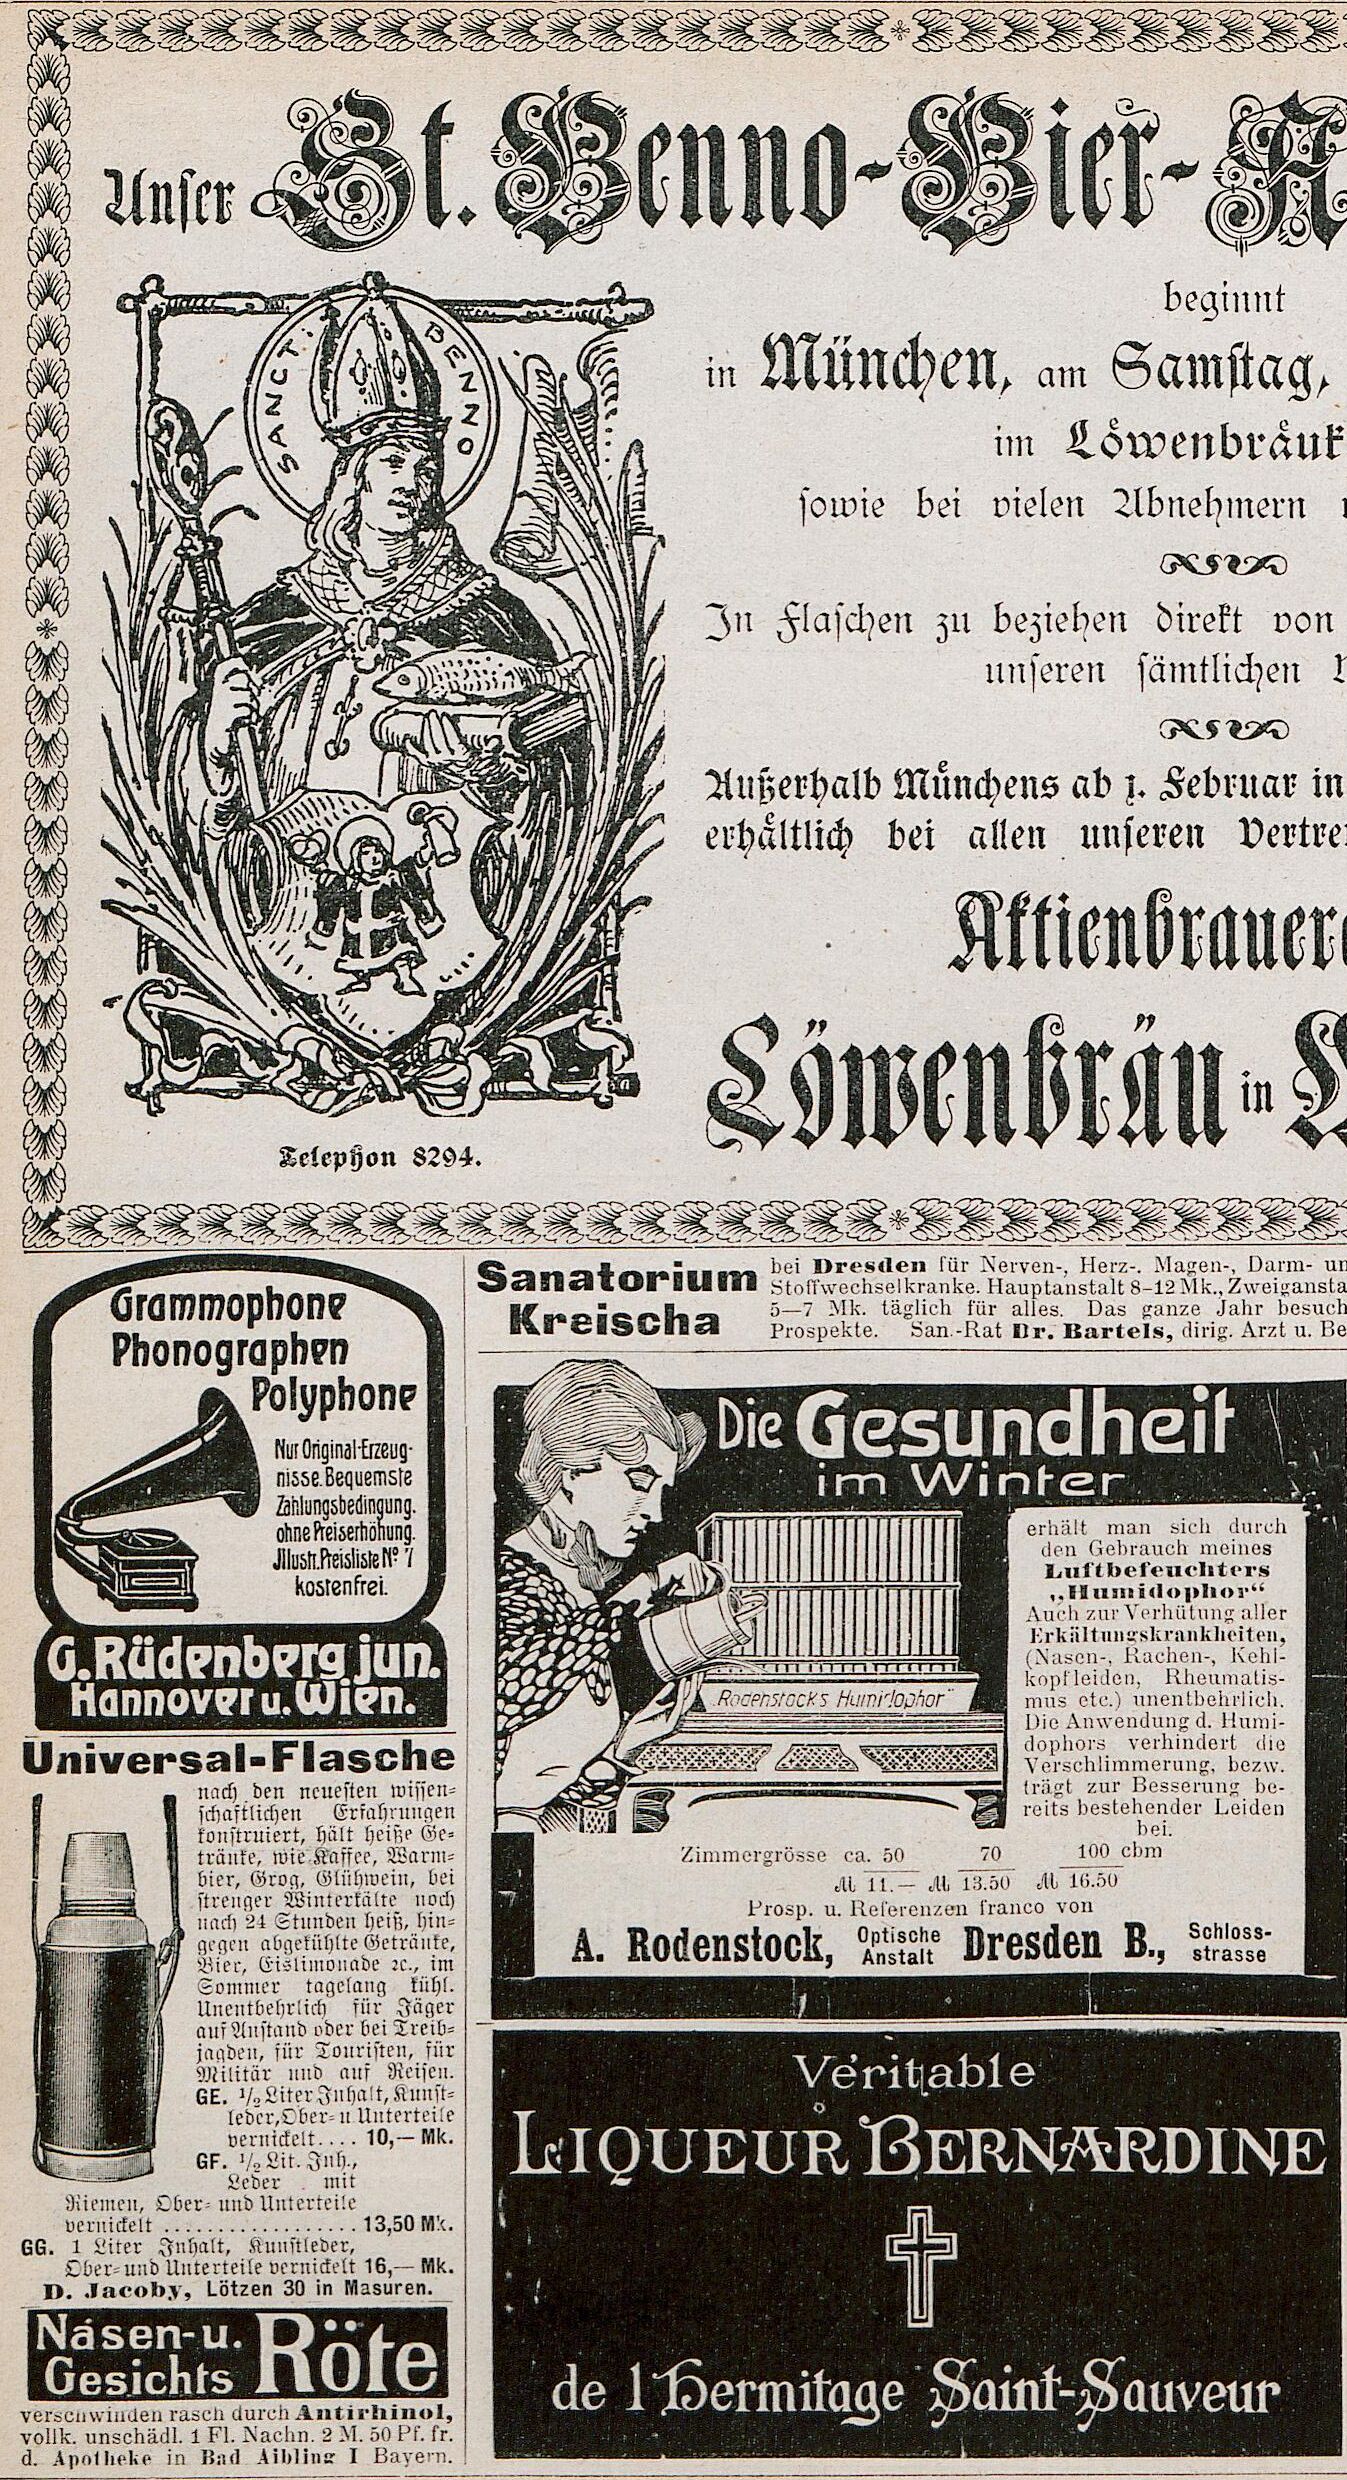 Unser St. Benno-Bier-A
SANCT. BENNO
beginnt
in München, am Samstag,
im Löwenbräuk
sowie bei vielen Abnehmern
In Flaschen zu beziehen direkt von
unseren sämtlichen
Außerhalb Münchens ab 1. Februar in
erhältlich bei allen unseren Vertre
Aktienbrauere
Löwenbräu in
Telephon 8294.
Grammophone
Phonographen
Polyphone
Nur Original-Erzeug-
nisse. Bequemste
Zahlungsbedingung.
ohne Preiserhöhung.
Jllustr. Preisliste No 7
kostenfrei.
G. Rüdenberg jun.
Hannover u. Wien.
Universal-Flasche
nach den neuesten wissen-
schaftlichen Erfahrungen
konstruiert, hält heiße Ge-
tränke, wie Kaffee, Warm-
bier, Grog, Glühwein, bei
strenger Winterkälte noch
nach 24 Stunden heiß, hin-
gegen abgekühlte Getränke,
Bier, Eislimonade ꝛc., im
Sommer tagelang kühl.
Unentbehrlich für Jäger
auf Anstand oder bei Treib-
jagden, für Touristen, für
Militär und auf Reisen.
GE. 1/2 Liter Inhalt, Kunst-
leder, Ober- u Unterteile
vernickelt.... 10,— Mk.
GF. 1/2 Lit. Inh.,
Leder mit
Riemen, Ober- und Unterteile
vernickelt .................. 13,50 Mk.
GG. 1 Liter Inhalt, Kunstleder,
Ober- und Unterteile vernickelt 16,— Mk.
D. Jacoby, Lötzen 30 in Masuren.
Nasen- u.
Gesichts Röte
verschwinden rasch durch Antirhinol,
vollk. unschädl. 1 Fl. Nachn. 2 M. 50 Pf. fr.
d. Apotheke in Bad Aibling I Bayern.
Sanatorium
Kreischa
bei Dresden für Nerven-, Herz-, Magen-, Darm- un
Stoffwechselkranke. Hauptanstalt 8-12 Mk., Zweigansta
5—7 Mk. täglich für alles. Das ganze Jahr besuch
Prospekte. San.-Rat Dr. Bartels, dirig. Arzt u. Be
Die Gesundheit
im Winter
erhält man sich durch
den Gebrauch meines
Luftbefeuchters
„Humidophor“
Auch zur Verhütung aller
Erkältungskrankheiten,
(Nasen-, Rachen-, Kehl-
kopfleiden, Rheumatis-
mus etc.) unentbehrlich.
Die Anwendung d. Humi-
dophors verhindert die
Verschlimmerung, bezw.
trägt zur Besserung be-
reits bestehender Leiden
bei.
„Rodenstocks Humidophor“
Zimmergrösse ca. 50 70 100 cbm
M 11.— M 13.50 M 16.50
Prosp. u. Referenzen franco von
A. Rodenstock, Optische Anstalt Dresden B., Schloss-strasse
Véritable
LIQUEUR BERNARDINE
de l'Hermitage Saint-Sauveur